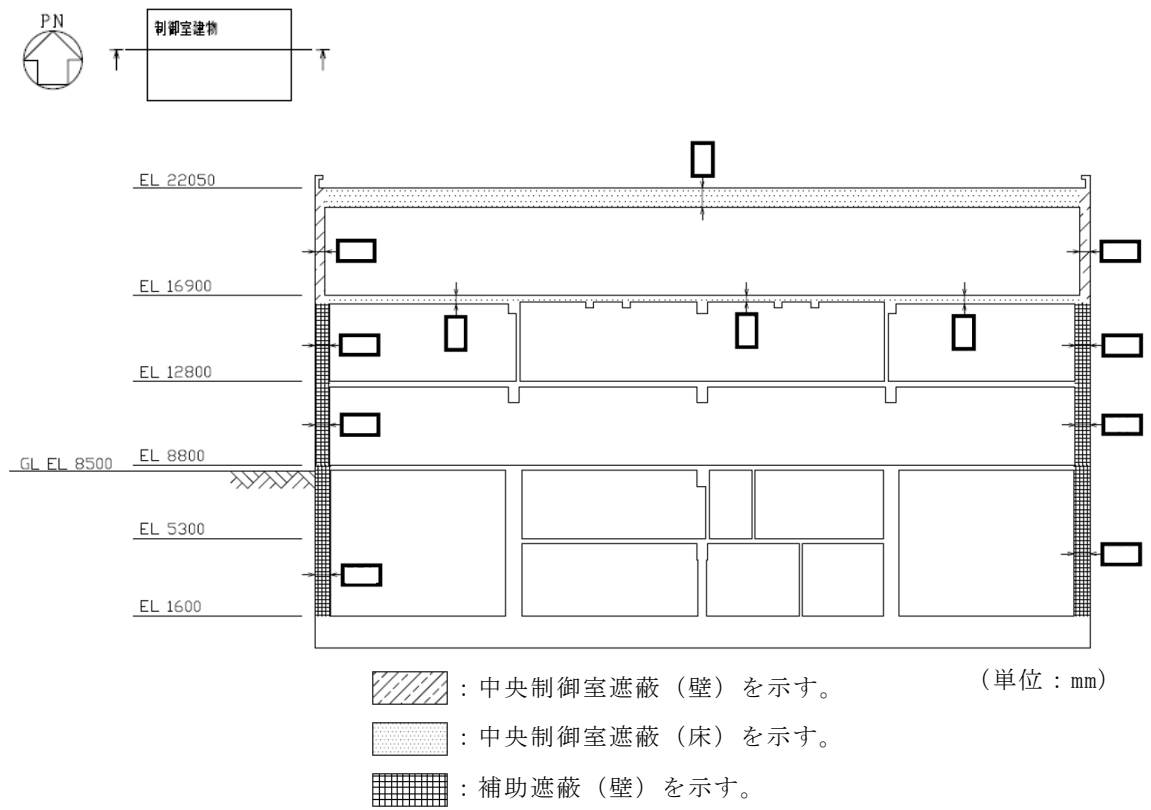 PN
制御室建物
EL 22050
EL 16900
EL 12800
GL EL 8500
EL 8800
EL 5300
EL 1600
(単位:mm)
:中央制御室遮蔽(壁)を示す。
:中央制御室遮蔽(床)を示す。
:補助遮蔽(壁)を示す。